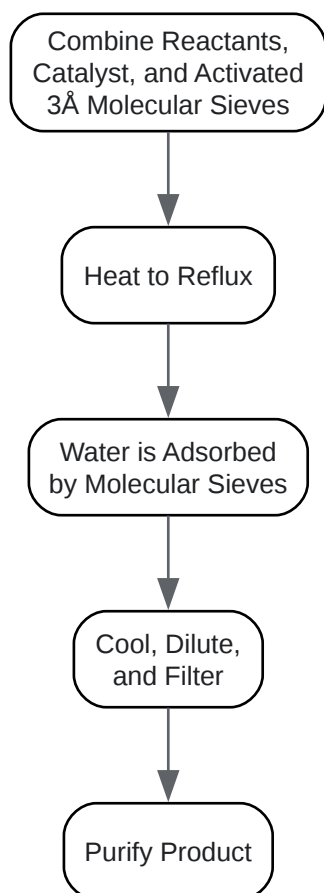 Combine Reactants,
Catalyst, and Activated
3Å Molecular Sieves
Heat to Reflux
Water is Adsorbed
by Molecular Sieves
Cool, Dilute,
and Filter
Purify Product